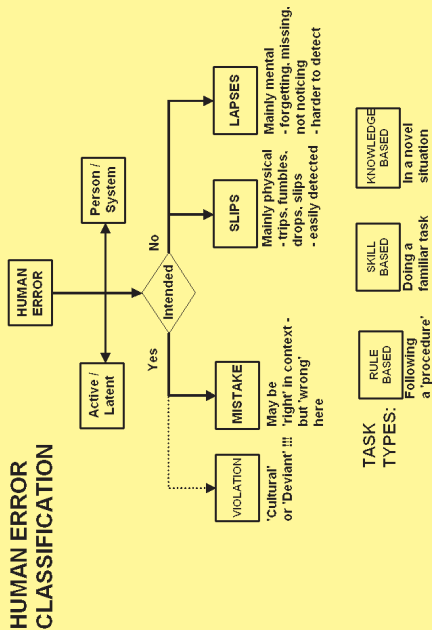 HUMAN ERROR
CLASSIFICATION
HUMAN
ERROR
Active /
Latent
Person /
System
Intended
Yes
No
VIOLATION
'Cultural'
or 'Deviant' !!!
MISTAKE
May be
'right' in context -
but 'wrong'
here
SLIPS
Mainly physical
- trips, fumbles,
drops, slips
- easily detected
LAPSES
Mainly mental
- forgetting, missing,
not noticing
- harder to detect
TASK
TYPES:
RULE
BASED
Following
a 'procedure'
SKILL
BASED
Doing a
familiar task
KNOWLEDGE
BASED
In a novel
situation